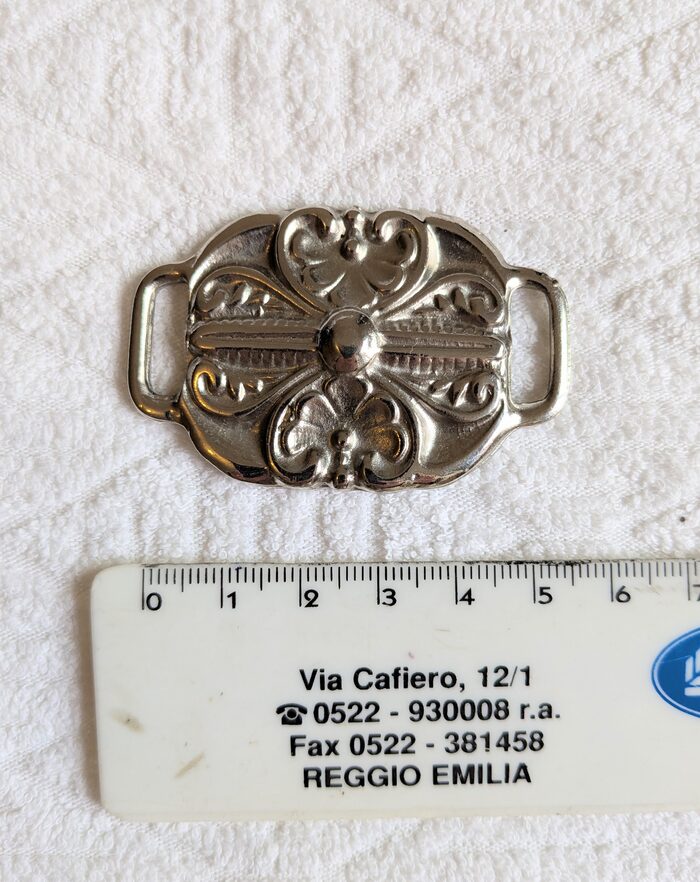 0 1 2 3 4 5 6 7
Via Cafiero, 12/1
☎ 0522 - 930008 r.a.
Fax 0522 - 381458
REGGIO EMILIA